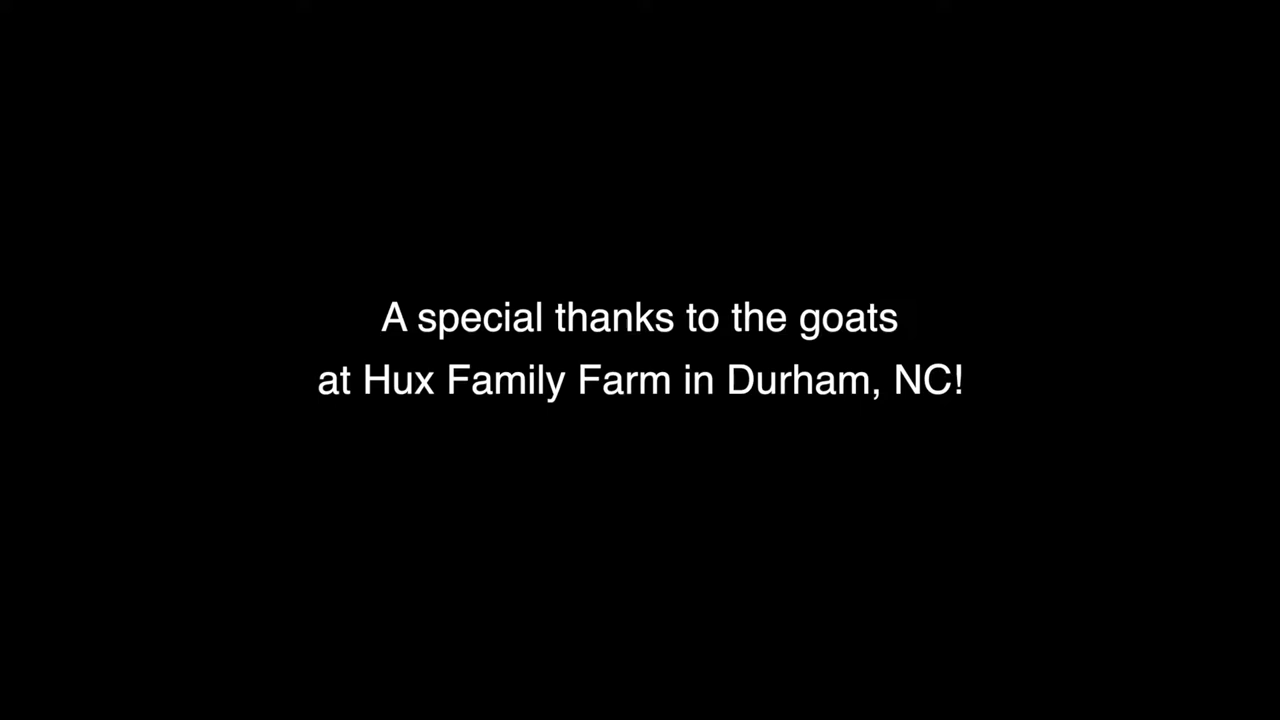 A special thanks to the goats
at Hux Family Farm in Durham, NC!